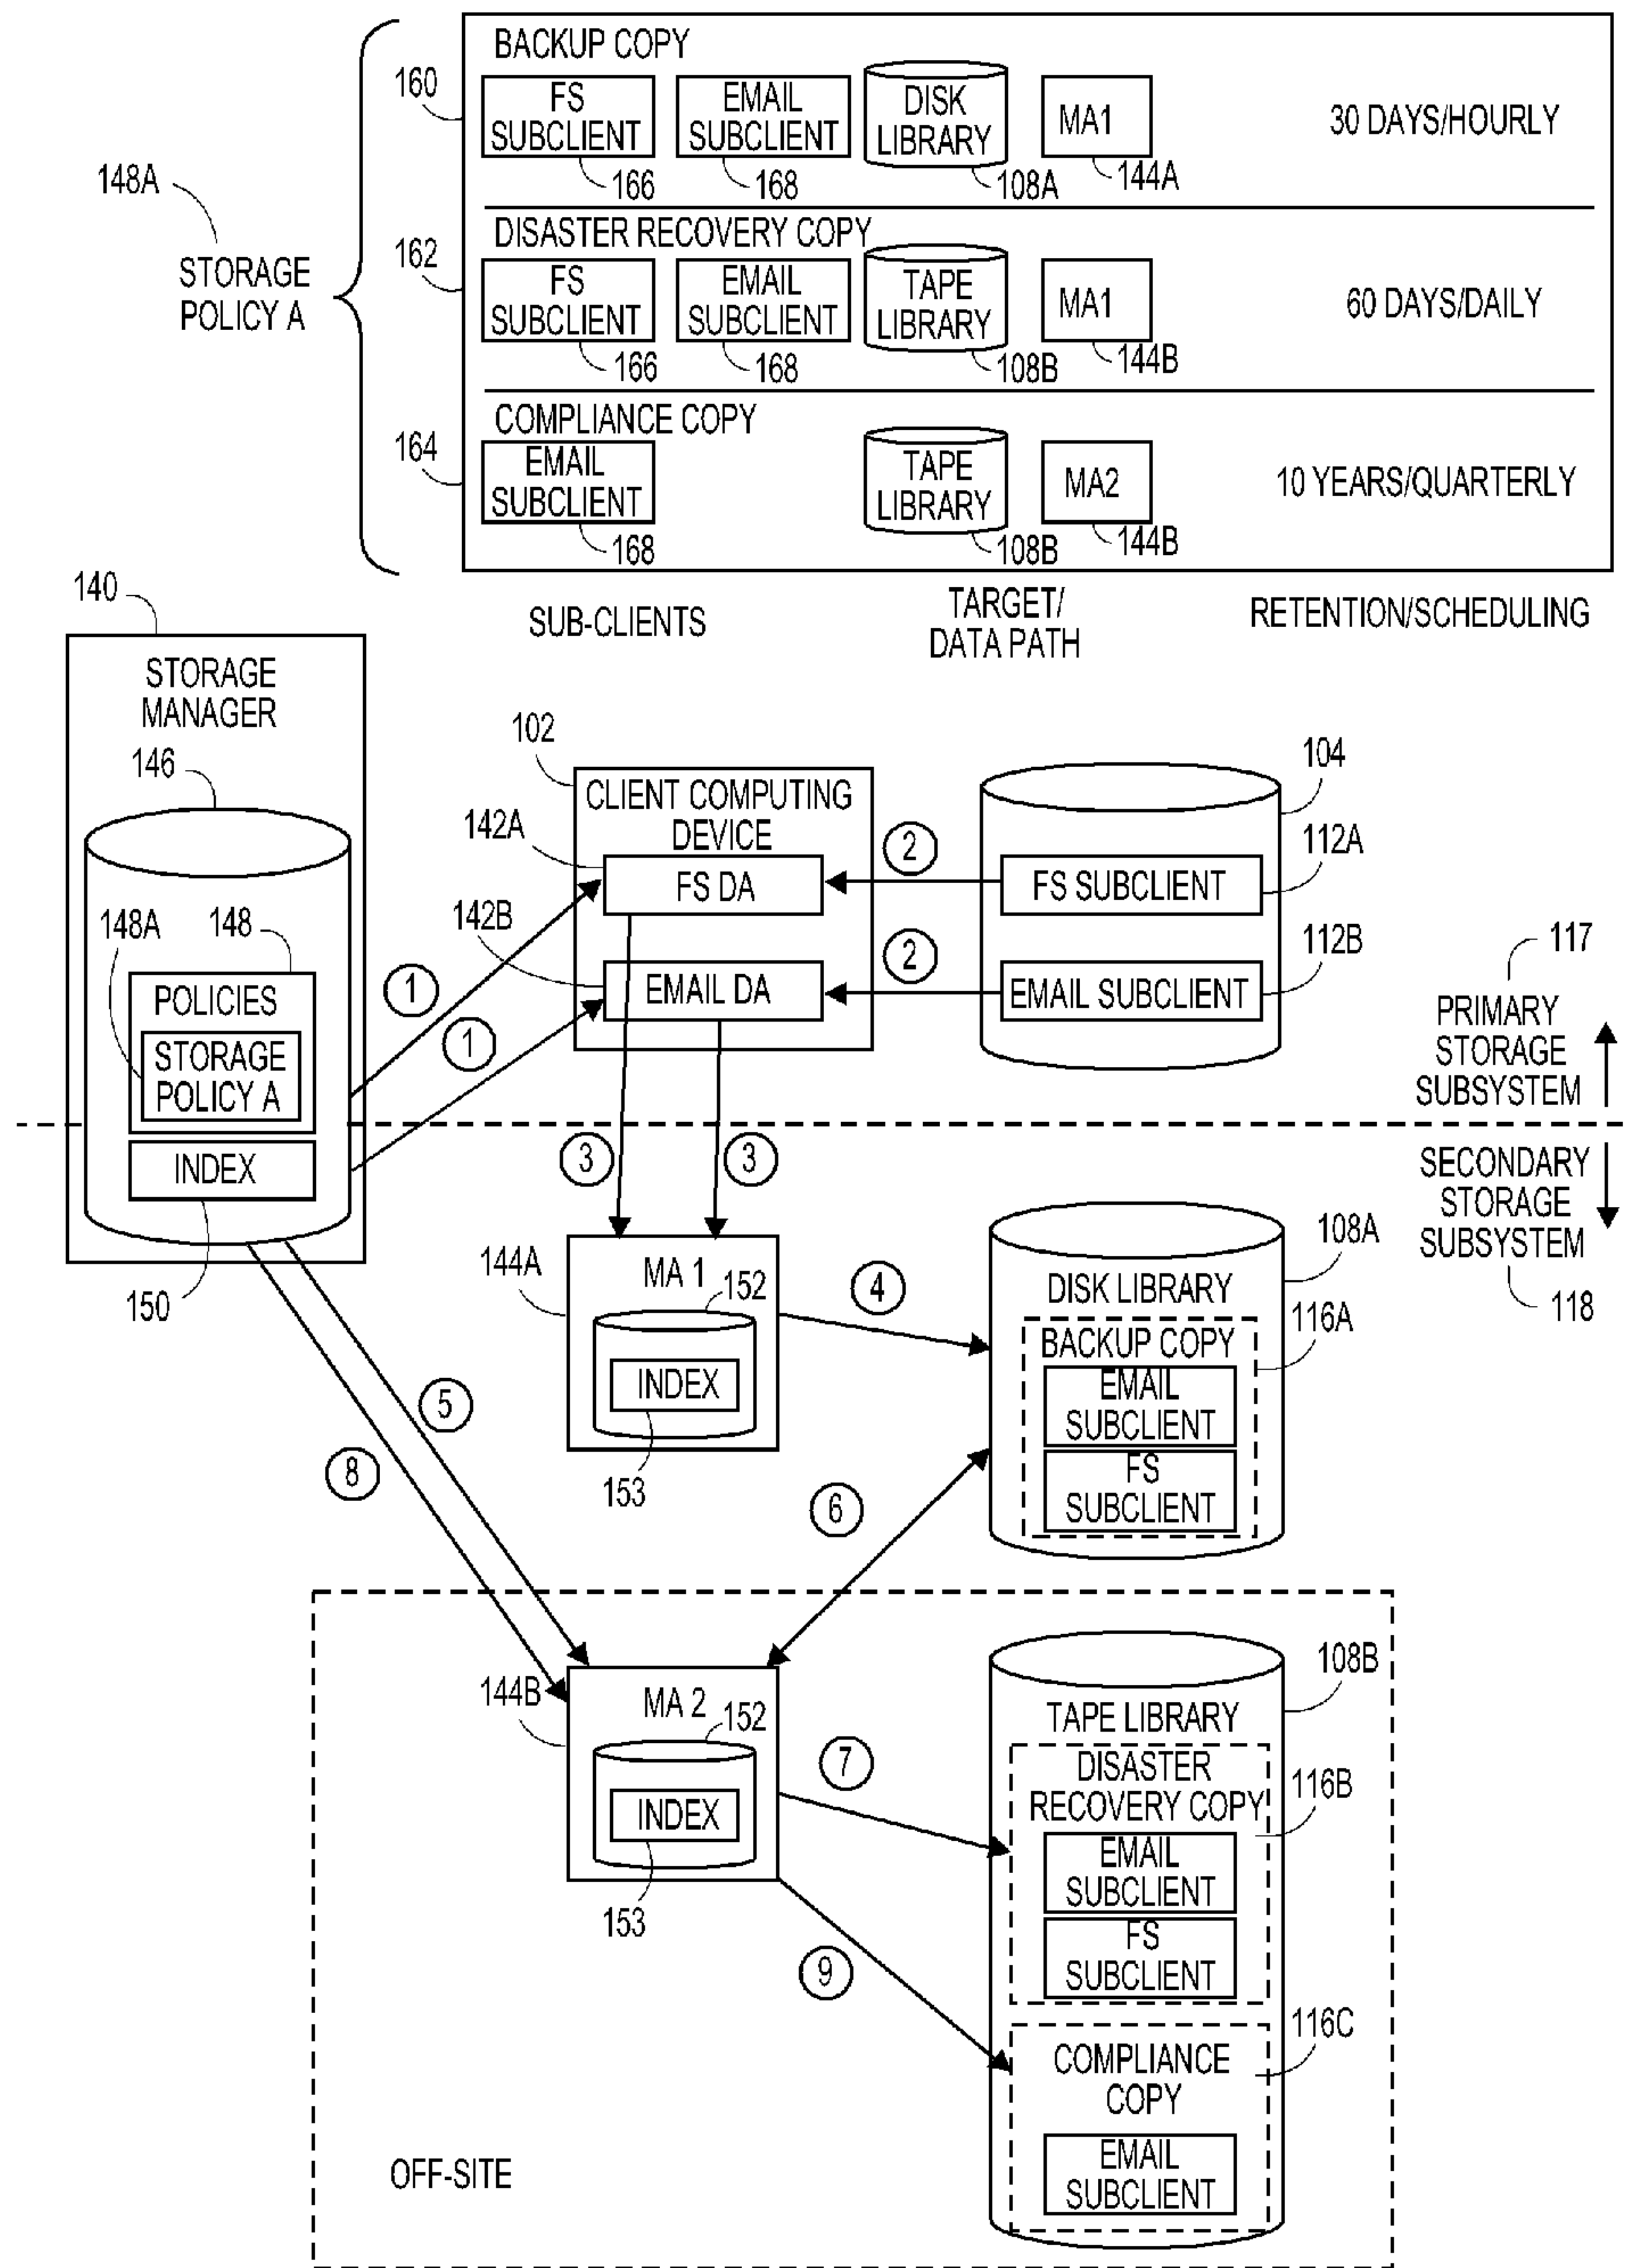 BACKUP COPY
160
FS
SUBCLIENT
166
EMAIL
SUBCLIENT
168
DISK
LIBRARY
108A
MA1
144A
30 DAYS/HOURLY
148A
STORAGE
POLICY A
DISASTER RECOVERY COPY
162
FS
SUBCLIENT
166
EMAIL
SUBCLIENT
168
TAPE
LIBRARY
108B
MA1
144B
60 DAYS/DAILY
COMPLIANCE COPY
164
EMAIL
SUBCLIENT
168
TAPE
LIBRARY
108B
MA2
144B
10 YEARS/QUARTERLY
SUB-CLIENTS
TARGET/
DATA PATH
RETENTION/SCHEDULING
140
STORAGE
MANAGER
146
148A
148
POLICIES
STORAGE
POLICY A
INDEX
150
102
CLIENT COMPUTING
DEVICE
142A
FS DA
142B
EMAIL DA
1
1
2
2
104
112A
FS SUBCLIENT
112B
EMAIL SUBCLIENT
117
PRIMARY
STORAGE
SUBSYSTEM
SECONDARY
STORAGE
SUBSYSTEM
118
3
3
144A
MA 1
152
INDEX
153
4
108A
DISK LIBRARY
116A
BACKUP COPY
EMAIL
SUBCLIENT
FS
SUBCLIENT
5
8
6
144B
MA 2
152
INDEX
153
7
9
108B
TAPE LIBRARY
DISASTER
RECOVERY COPY
116B
EMAIL
SUBCLIENT
FS
SUBCLIENT
116C
COMPLIANCE
COPY
EMAIL
SUBCLIENT
OFF-SITE